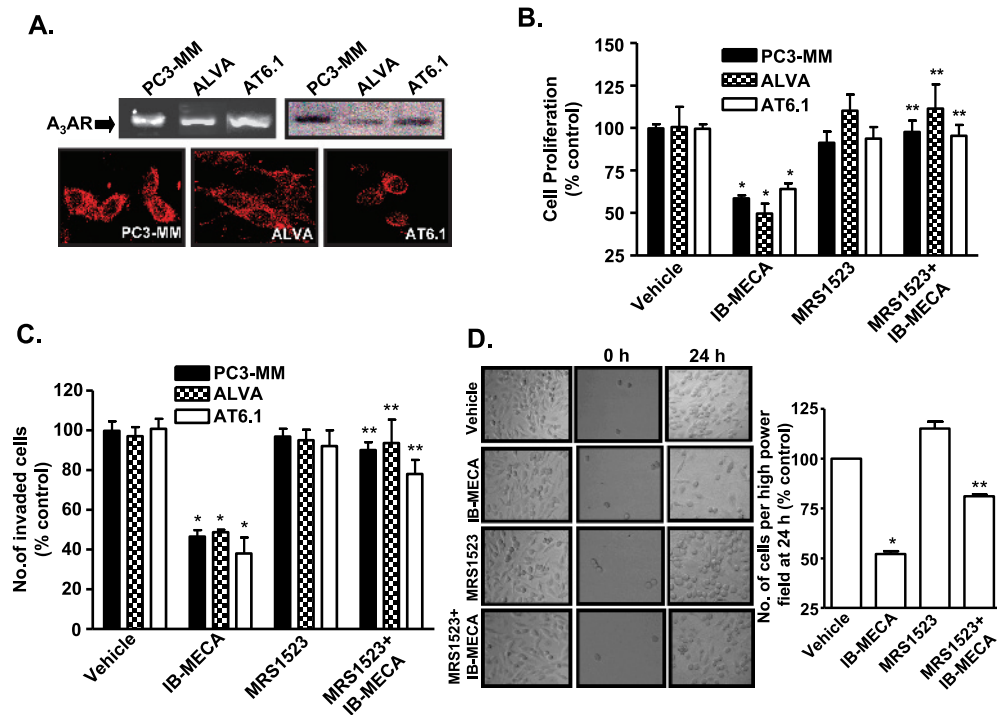 A.
PC3-MM
ALVA
AT6.1
PC3-MM
ALVA
AT6.1
A₃AR
PC3-MM
ALVA
AT6.1
B.
Cell Proliferation
(% control)
150
125
100
75
50
25
PC3-MM
ALVA
AT6.1
* * *
** ** **
Vehicle
IB-MECA
MRS1523
MRS1523+
IB-MECA
C.
No.of invaded cells
(% control)
120
100
80
60
40
20
0
PC3-MM
ALVA
AT6.1
* * *
** ** **
Vehicle
IB-MECA
MRS1523
MRS1523+
IB-MECA
D.
0 h
24 h
Vehicle
IB-MECA
MRS1523
MRS1523+
IB-MECA
No. of cells per high power
field at 24 h (% control)
125
100
75
50
25
*
**
Vehicle
IB-MECA
MRS1523
MRS1523+
IB-MECA